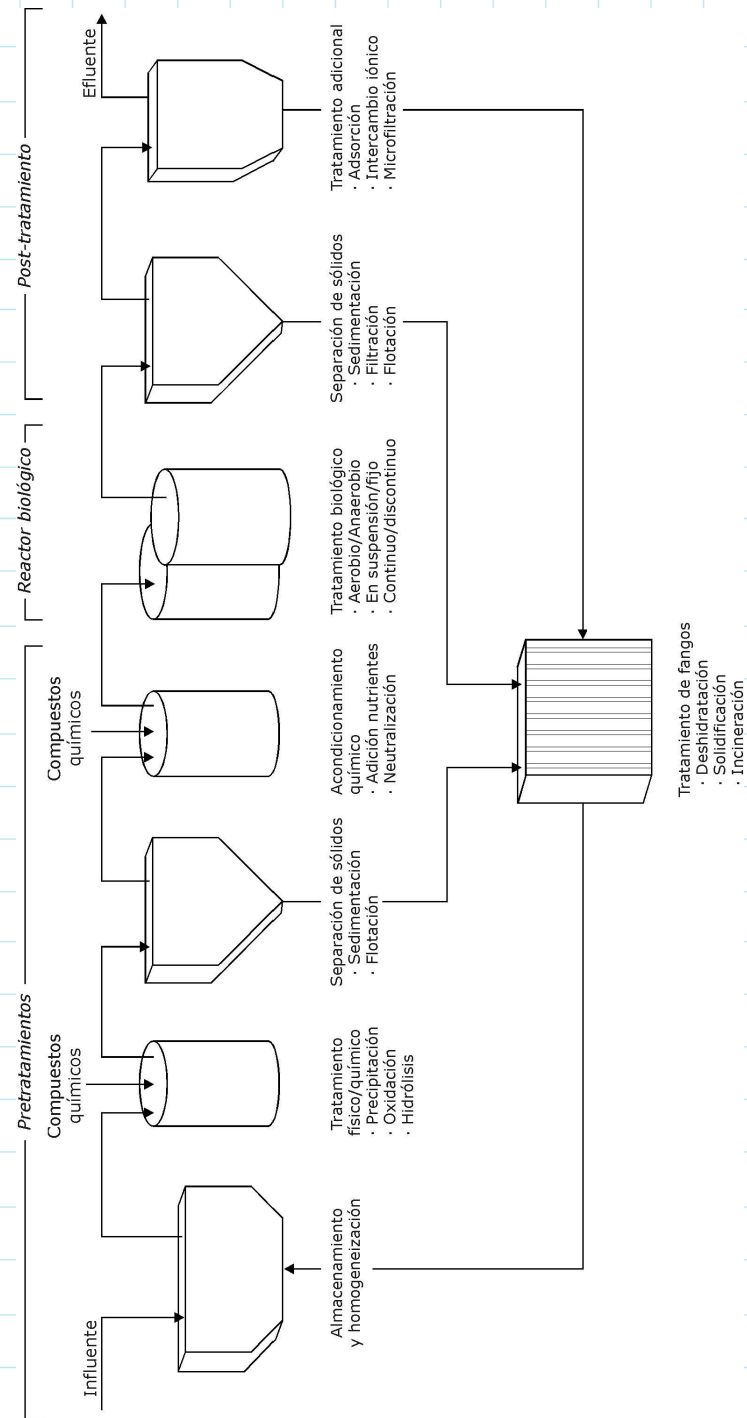 Pretratamientos
Reactor biológico
Post-tratamiento
Influente
Compuestos
químicos
Compuestos
químicos
Efluente
Almacenamiento
y homogeneización
Tratamiento
físico/químico
· Precipitación
· Oxidación
· Hidrólisis
Separación de sólidos
· Sedimentación
· Flotación
Acondicionamiento
químico
· Adición nutrientes
· Neutralización
Tratamiento biológico
· Aerobio/Anaerobio
· En suspensión/fijo
· Continuo/discontinuo
Separación de sólidos
· Sedimentación
· Filtración
· Flotación
Tratamiento adicional
· Adsorción
· Intercambio iónico
· Microfiltración
Tratamiento de fangos
· Deshidratación
· Solidificación
· Incineración